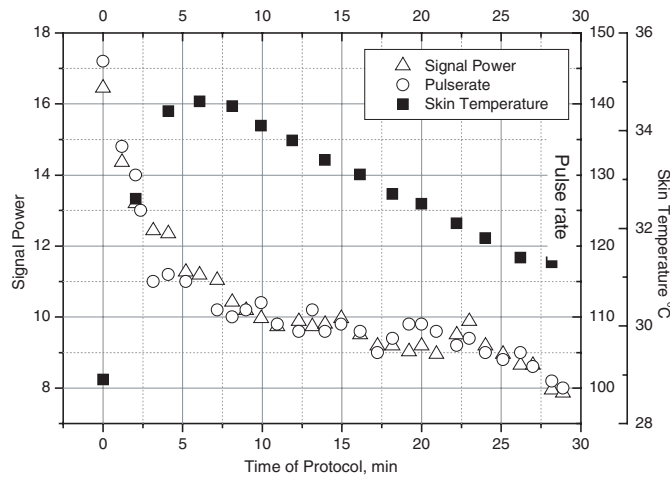 0 5 10 15 20 25 30
18 150 36
Signal Power
Pulserate
Skin Temperature
16 140
34
14 130
Signal Power
Pulse rate
Skin Temperature °C
32
12 120
10 110 30
8 100
28
0 5 10 15 20 25 30
Time of Protocol, min